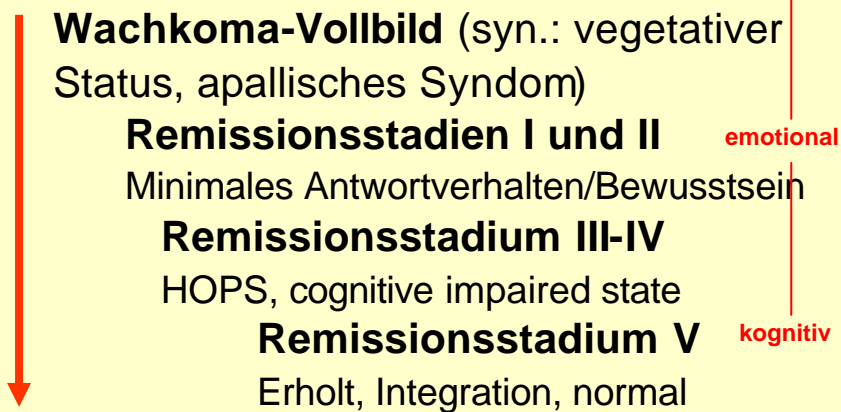 Wachkoma-Vollbild (syn.: vegetativer
Status, apallisches Syndom)
Remissionsstadien I und II
emotional
Minimales Antwortverhalten/Bewusstsein
Remissionsstadium III-IV
HOPS, cognitive impaired state
Remissionsstadium V
kognitiv
Erholt, Integration, normal